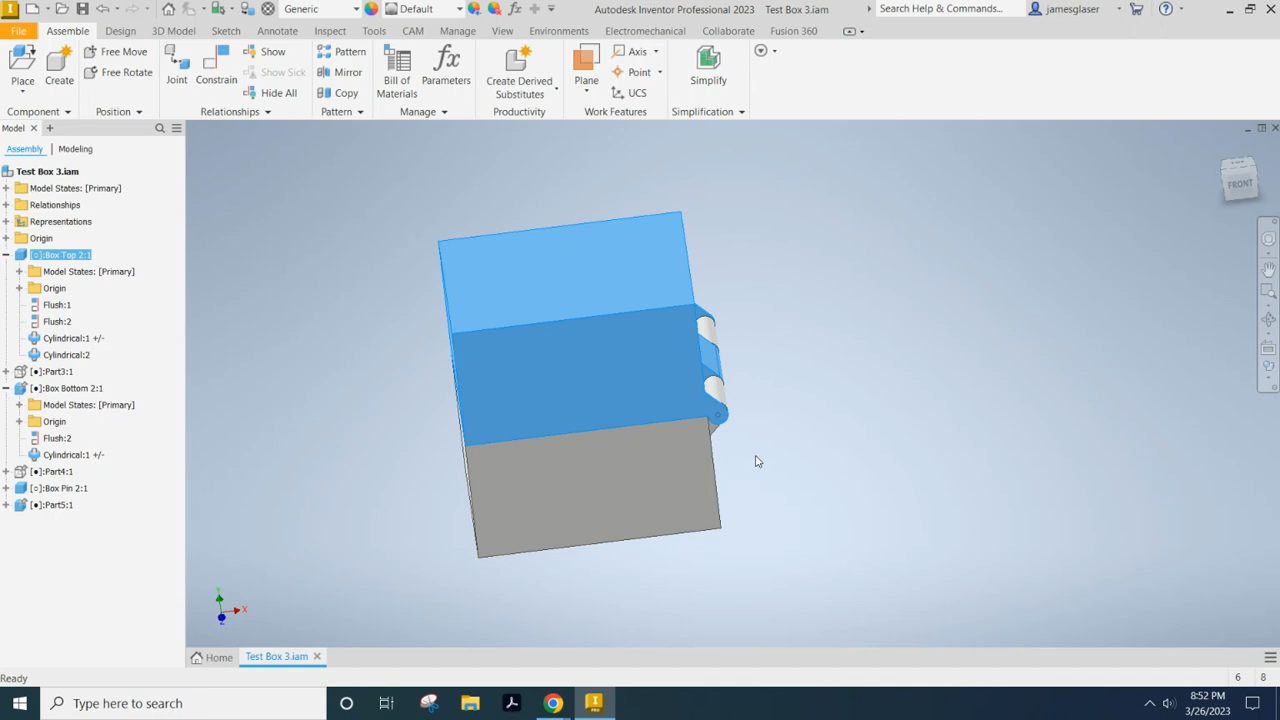 Generic
Default
Autodesk Inventor Professional 2023 Test Box 3.iam
Search Help & Commands...
jamesglaser
File Assemble Design 3D Model Sketch Annotate Inspect Tools CAM Manage View Environments Electromechanical Collaborate Fusion 360
Place Create
Free Move
Free Rotate
Joint Constrain
Show
Show Sick
Hide All
Pattern
Mirror
Copy
Bill of Materials
Parameters
Create Derived Substitutes
Plane
Axis
Point
UCS
Simplify
Component Position Relationships Pattern Manage Productivity Work Features Simplification
Model
Assembly Modeling
Test Box 3.iam
Model States: [Primary]
Relationships
Representations
Origin
[○]:Box Top 2:1
Model States: [Primary]
Origin
Flush:1
Flush:2
Cylindrical:1 +/-
Cylindrical:2
[●]:Part3:1
[●]:Box Bottom 2:1
Model States: [Primary]
Origin
Flush:2
Cylindrical:1 +/-
[●]:Part4:1
[○]:Box Pin 2:1
[●]:Part5:1
FRONT
Y
X
Z
Home
Test Box 3.iam
Ready
6 8
Type here to search
8:52 PM
3/26/2023